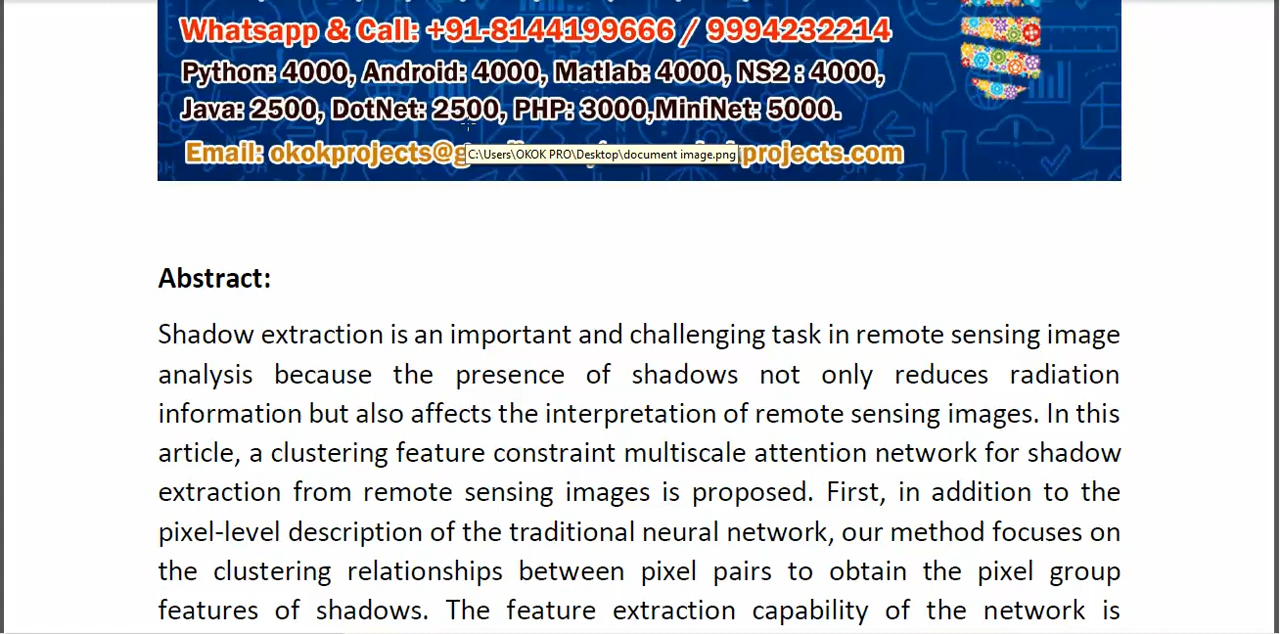 Whatsapp & Call: +91-8144199666 / 9994232214
Python: 4000, Android: 4000, Matlab: 4000, NS2 : 4000,
Java: 2500, DotNet: 2500, PHP: 3000,MiniNet: 5000.
Email: okokprojects@g projects.com
C:\Users\OKOK PRO\Desktop\document image.png
Abstract:
Shadow extraction is an important and challenging task in remote sensing image
analysis because the presence of shadows not only reduces radiation
information but also affects the interpretation of remote sensing images. In this
article, a clustering feature constraint multiscale attention network for shadow
extraction from remote sensing images is proposed. First, in addition to the
pixel-level description of the traditional neural network, our method focuses on
the clustering relationships between pixel pairs to obtain the pixel group
features of shadows. The feature extraction capability of the network is